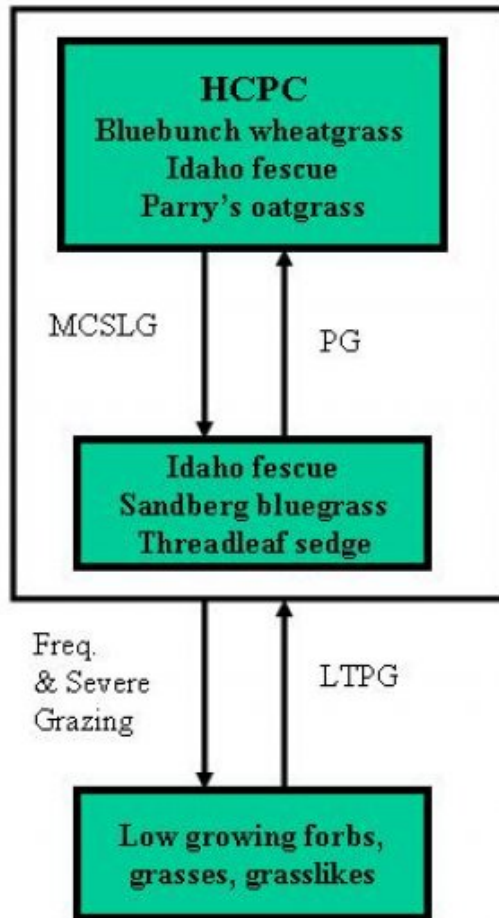 HCPC
Bluebunch wheatgrass
Idaho fescue
Parry's oatgrass
MCSLG
PG
Idaho fescue
Sandberg bluegrass
Threadleaf sedge
Freq.
& Severe
Grazing
LTPG
Low growing forbs,
grasses, grasslikes